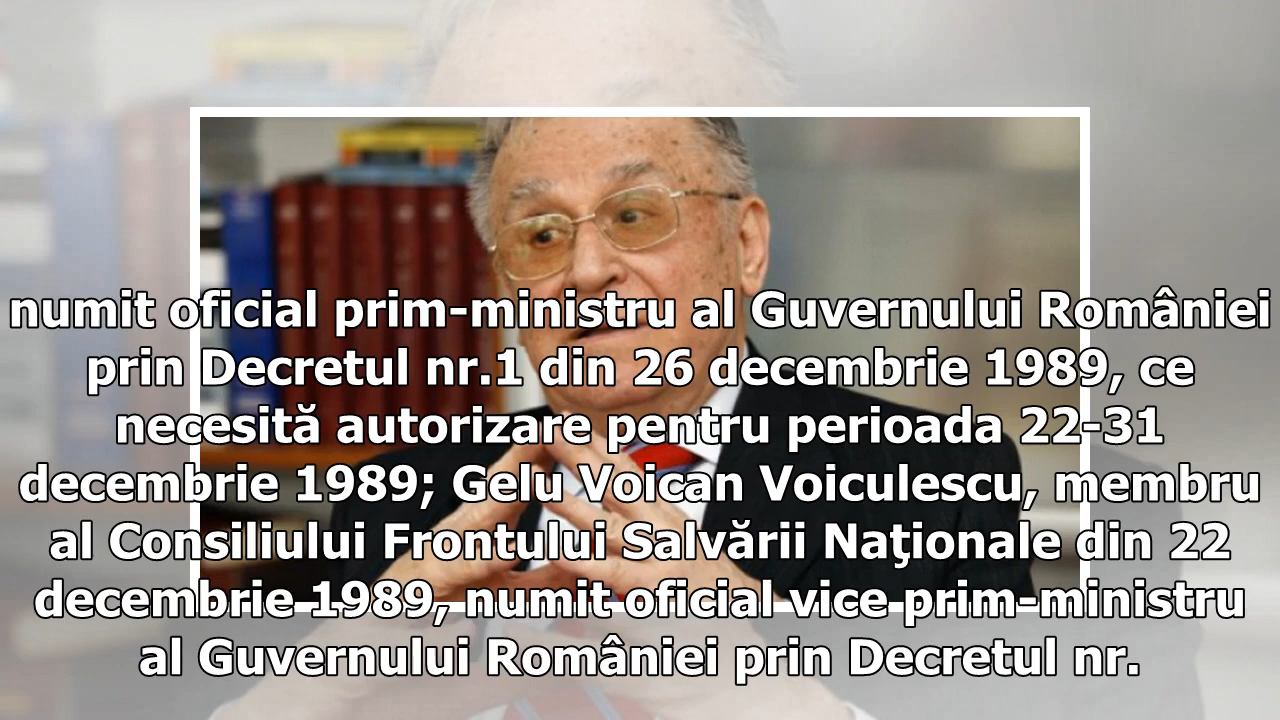 numit oficial prim-ministru al Guvernului României
prin Decretul nr.1 din 26 decembrie 1989, ce
necesită autorizare pentru perioada 22-31
decembrie 1989; Gelu Voican Voiculescu, membru
al Consiliului Frontului Salvării Naţionale din 22
decembrie 1989, numit oficial vice prim-ministru
al Guvernului României prin Decretul nr.